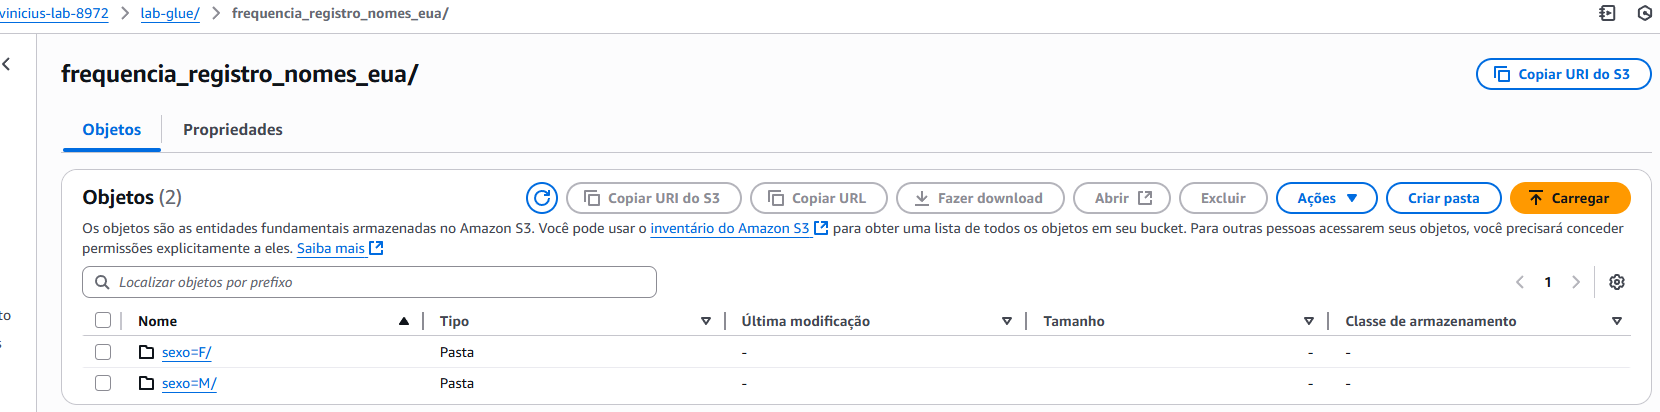 vinicius-lab-8972 > lab-glue/ > frequencia_registro_nomes_eua/
frequencia_registro_nomes_eua/
Copiar URI do S3
Objetos
Propriedades
Objetos (2)
Copiar URI do S3
Copiar URL
Fazer download
Abrir
Excluir
Ações
Criar pasta
Carregar
Os objetos são as entidades fundamentais armazenadas no Amazon S3. Você pode usar o inventário do Amazon S3 para obter uma lista de todos os objetos em seu bucket. Para outras pessoas acessarem seus objetos, você precisará conceder
permissões explicitamente a eles. Saiba mais
Localizar objetos por prefixo
1
Nome Tipo Última modificação Tamanho Classe de armazenamento
sexo=F/ Pasta - - -
sexo=M/ Pasta - - -
to